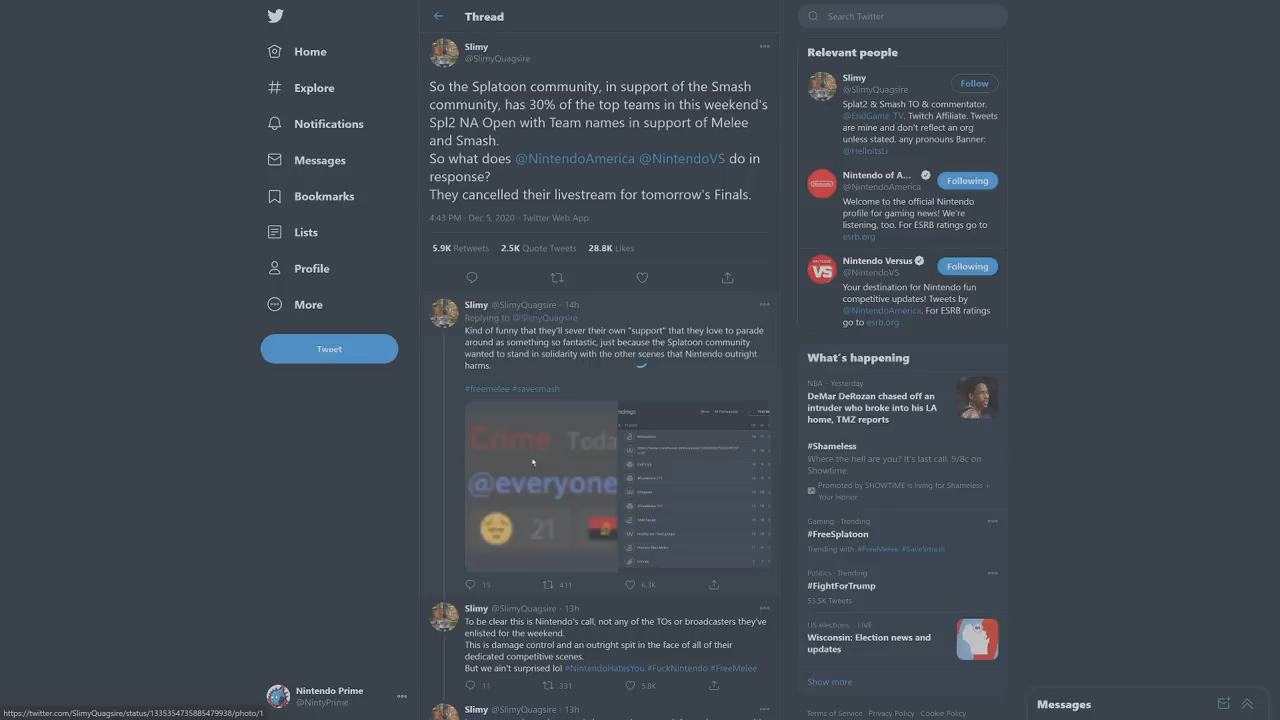 Home
Explore
Notifications
Messages
Bookmarks
Lists
Profile
More
Tweet
Nintendo Prime
@NintyPrime
https://twitter.com/SlimyQuagsire/status/1335354735885479938/photo/1
Thread
Slimy
@SlimyQuagsire
So the Splatoon community, in support of the Smash
community, has 30% of the top teams in this weekend's
Spl2 NA Open with Team names in support of Melee
and Smash.
So what does @NintendoAmerica @NintendoVS do in
response?
They cancelled their livestream for tomorrow's Finals.
4:43 PM · Dec 5, 2020 · Twitter Web App
5.9K Retweets 2.5K Quote Tweets 28.8K Likes
Slimy @SlimyQuagsire · 14h
Replying to @SlimyQuagsire
Kind of funny that they'll sever their own "support" that they love to parade
around as something so fantastic, just because the Splatoon community
wanted to stand in solidarity with the other scenes that Nintendo outright
harms.
#freemelee #savesmash
Crime Toda
@everyone
21
15 411 6.3K
Slimy @SlimyQuagsire · 13h
To be clear this is Nintendo's call, not any of the TOs or broadcasters they've
enlisted for the weekend.
This is damage control and an outright spit in the face of all of their
dedicated competitive scenes.
But we ain't surprised lol #NintendoHatesYou #FuckNintendo #FreeMelee
11 331 5.8K
Slimy @SlimyQuagsire · 13h
Search Twitter
Relevant people
Slimy
@SlimyQuagsire
Follow
Splat2 & Smash TO & commentator.
@EndGame_TV. Twitch Affiliate. Tweets
are mine and don't reflect an org
unless stated. any pronouns Banner:
@HelloItsLi
Nintendo of A...
@NintendoAmerica
Following
Welcome to the official Nintendo
profile for gaming news! We're
listening, too. For ESRB ratings go to
esrb.org
Nintendo Versus
@NintendoVS
Following
Your destination for Nintendo fun
competitive updates! Tweets by
@NintendoAmerica. For ESRB ratings
go to esrb.org
What's happening
NBA · Yesterday
DeMar DeRozan chased off an
intruder who broke into his LA
home, TMZ reports
#Shameless
Where the hell are you? It's last call. 9/8c on
Showtime.
Promoted by SHOWTIME is living for Shameless +
Your Honor
Gaming · Trending
#FreeSplatoon
Trending with #FreeMelee, #SaveSmash
Politics · Trending
#FightForTrump
53.5K Tweets
US elections · LIVE
Wisconsin: Election news and
updates
Show more
Terms of Service Privacy Policy Cookie Policy
Messages